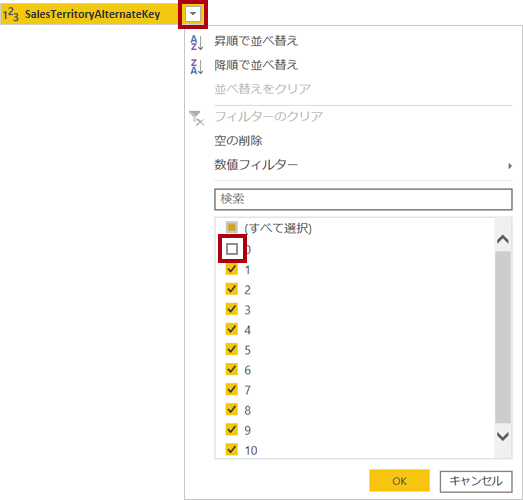 123 SalesTerritoryAlternateKey
昇順で並べ替え
降順で並べ替え
並べ替えをクリア
フィルターのクリア
空の削除
数値フィルター
検索
(すべて選択)
0
1
2
3
4
5
6
7
8
9
10
OK キャンセル